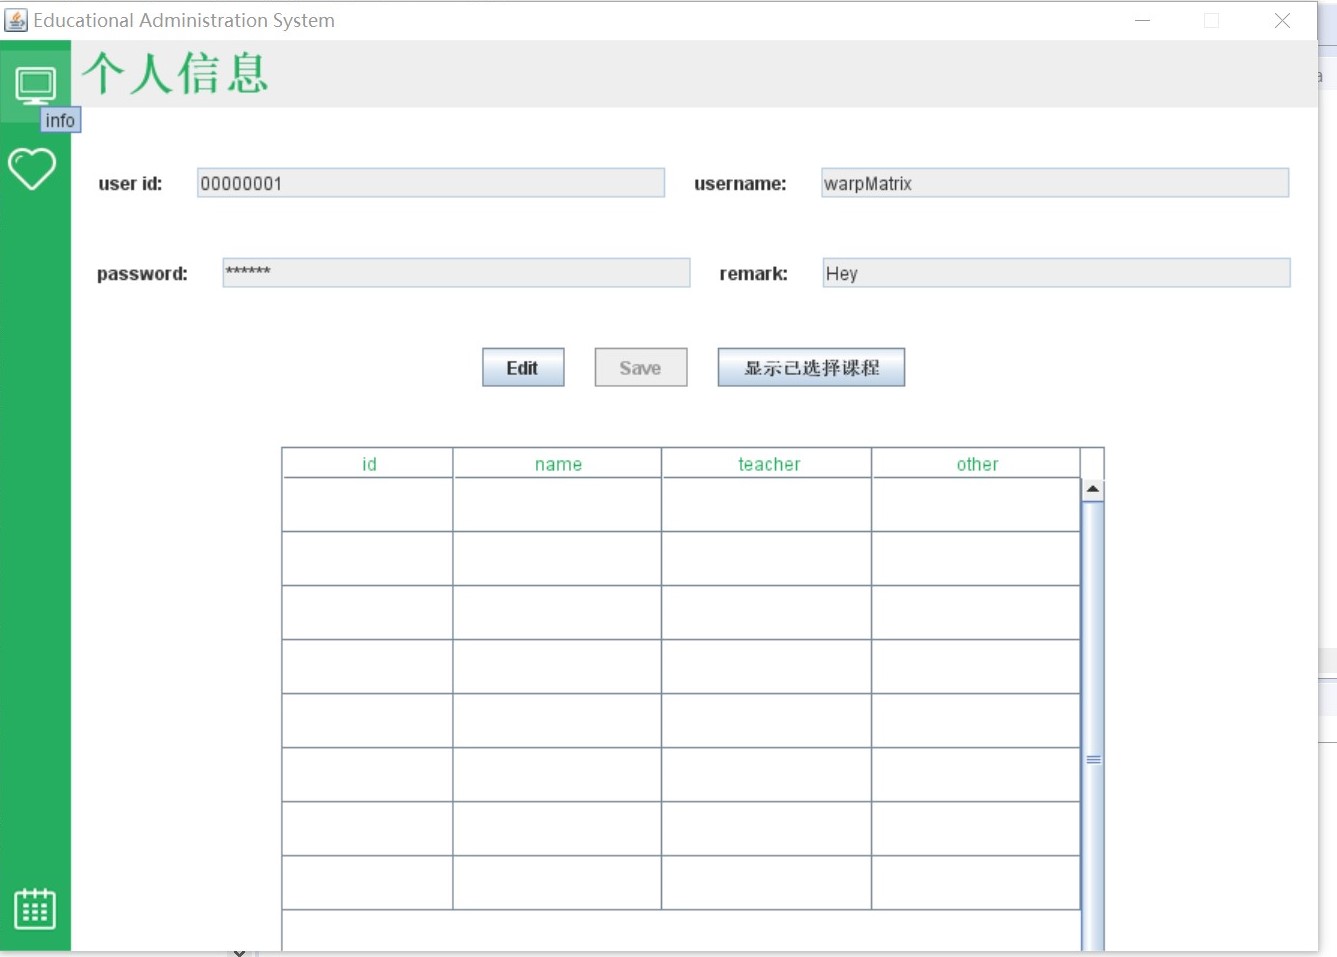 Educational Administration System
个人信息
info
user id: 00000001 username: warpMatrix
password: ****** remark: Hey
Edit Save 显示已选择课程
id name teacher other